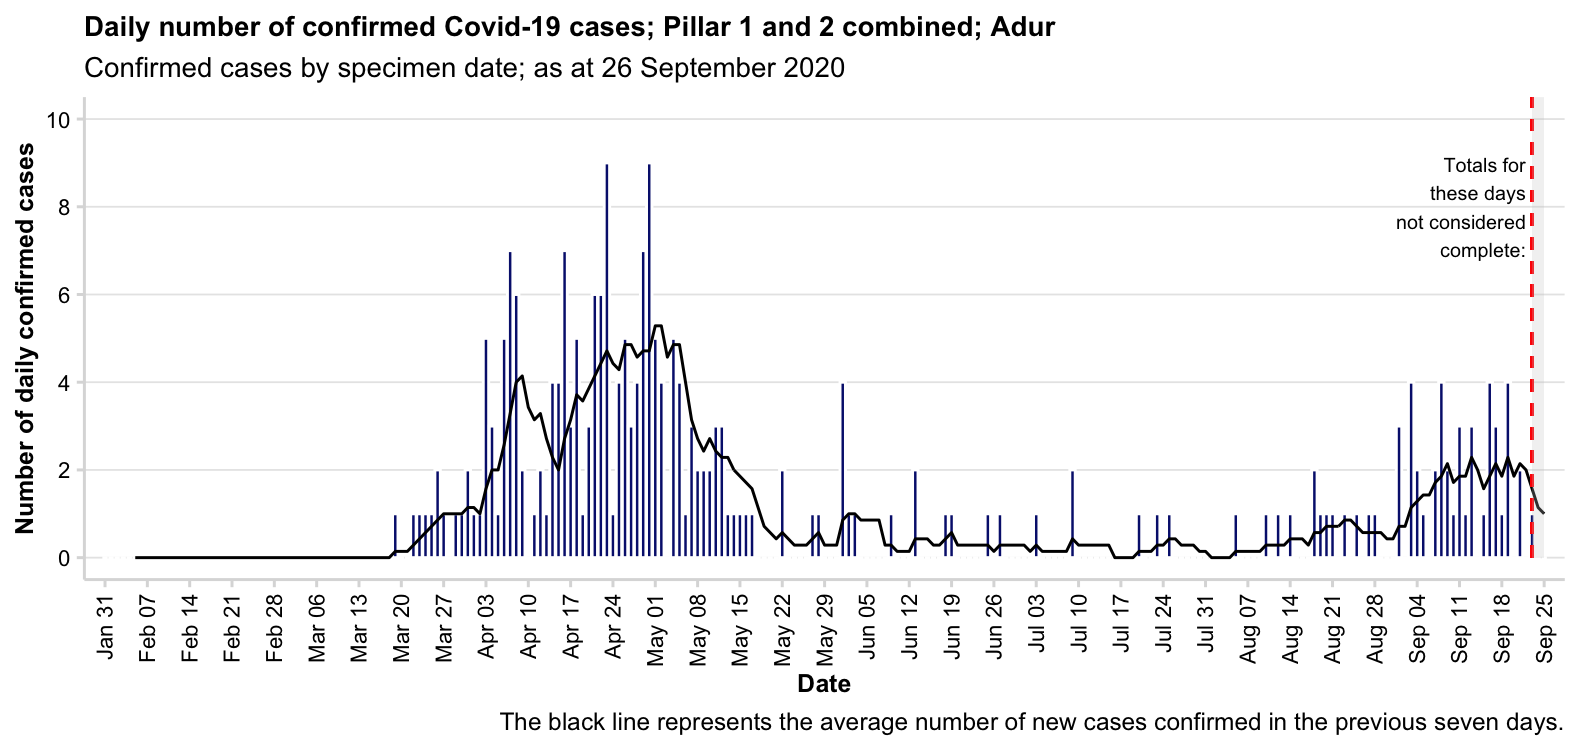 Daily number of confirmed Covid-19 cases; Pillar 1 and 2 combined; Adur
Confirmed cases by specimen date; as at 26 September 2020
Number of daily confirmed cases
10
8
6
4
2
0
Totals for
these days
not considered
complete:
Jan 31
Feb 07
Feb 14
Feb 21
Feb 28
Mar 06
Mar 13
Mar 20
Mar 27
Apr 03
Apr 10
Apr 17
Apr 24
May 01
May 08
May 15
May 22
May 29
Jun 05
Jun 12
Jun 19
Jun 26
Jul 03
Jul 10
Jul 17
Jul 24
Jul 31
Aug 07
Aug 14
Aug 21
Aug 28
Sep 04
Sep 11
Sep 18
Sep 25
Date
The black line represents the average number of new cases confirmed in the previous seven days.